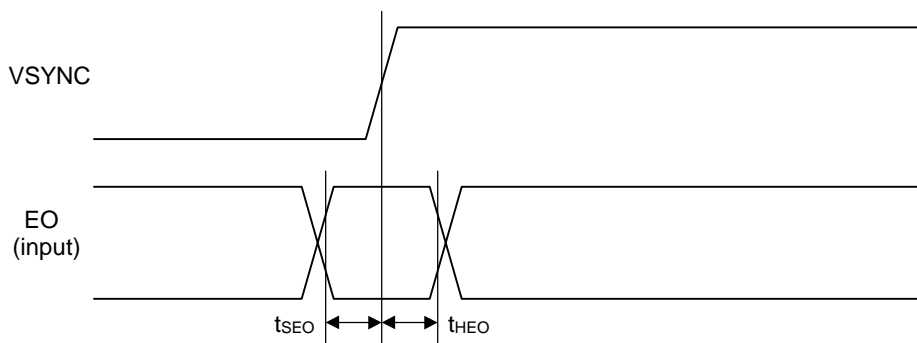 VSYNC
EO
(input)
tSEO
tHEO